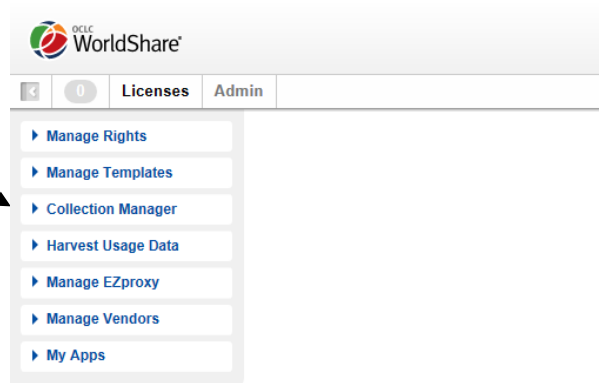 OCLC
WorldShare®
0 Licenses Admin
Manage Rights
Manage Templates
Collection Manager
Harvest Usage Data
Manage EZproxy
Manage Vendors
My Apps